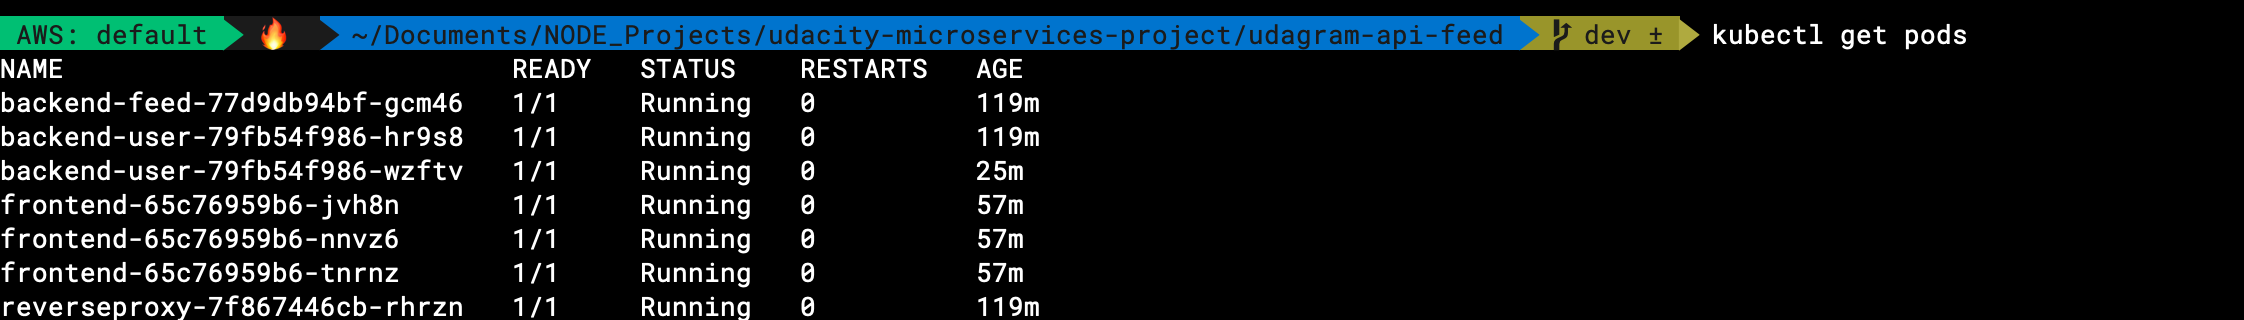 AWS: default 🔥 ~/Documents/NODE_Projects/udacity-microservices-project/udagram-api-feed dev ± kubectl get pods
NAME READY STATUS RESTARTS AGE
backend-feed-77d9db94bf-gcm46 1/1 Running 0 119m
backend-user-79fb54f986-hr9s8 1/1 Running 0 119m
backend-user-79fb54f986-wzftv 1/1 Running 0 25m
frontend-65c76959b6-jvh8n 1/1 Running 0 57m
frontend-65c76959b6-nnvz6 1/1 Running 0 57m
frontend-65c76959b6-tnrnz 1/1 Running 0 57m
reverseproxy-7f867446cb-rhrzn 1/1 Running 0 119m